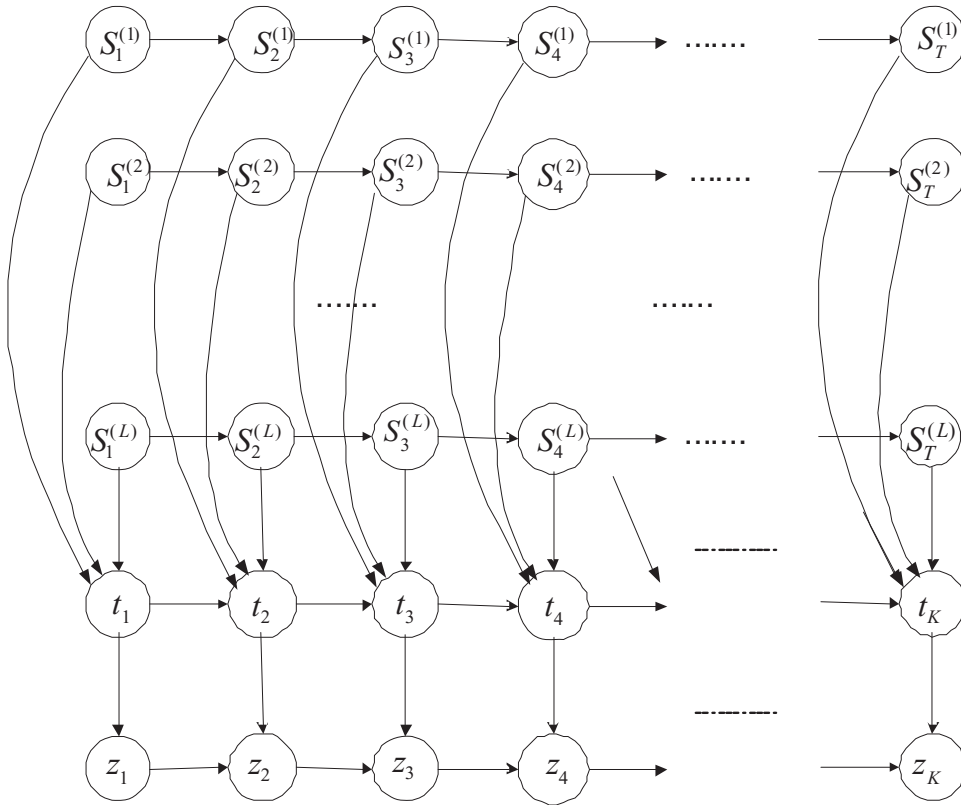 S_1^{(1)} S_2^{(1)} S_3^{(1)} S_4^{(1)} ....... S_T^{(1)}
S_1^{(2)} S_2^{(2)} S_3^{(2)} S_4^{(2)} ....... S_T^{(2)}
....... .......
S_1^{(L)} S_2^{(L)} S_3^{(L)} S_4^{(L)} ....... S_T^{(L)}
t_1 t_2 t_3 t_4 t_K
z_1 z_2 z_3 z_4 z_K